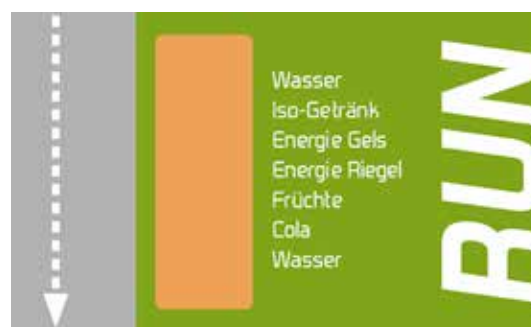 Wasser
Iso-Getränk
Energie Gels
Energie Riegel
Früchte
Cola
Wasser
BUN